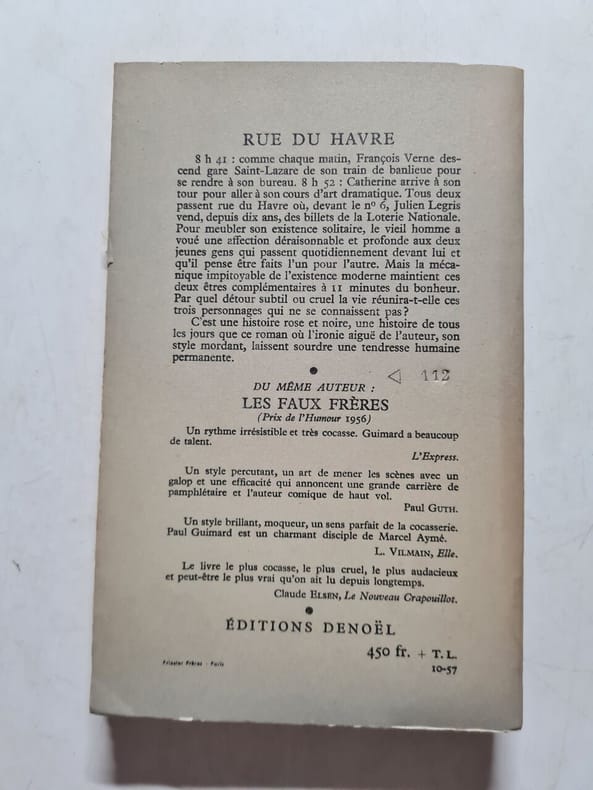 RUE DU HAVRE
8 h 41 : comme chaque matin, François Verne des-
cend gare Saint-Lazare de son train de banlieue pour
se rendre à son bureau. 8 h 52 : Catherine arrive à son
tour pour aller à son cours d'art dramatique. Tous deux
passent rue du Havre où, devant le nº 6, Julien Legris
vend, depuis dix ans, des billets de la Loterie Nationale.
Pour meubler son existence solitaire, le vieil homme a
voué une affection déraisonnable et profonde aux deux
jeunes gens qui passent quotidiennement devant lui et
qu'il pense être faits l'un pour l'autre. Mais la méca-
nique impitoyable de l'existence moderne maintient ces
deux êtres complémentaires à 11 minutes du bonheur.
Par quel détour subtil ou cruel la vie réunira-t-elle ces
trois personnages qui ne se connaissent pas ?
C'est une histoire rose et noire, une histoire de tous
les jours que ce roman où l'ironie aiguë de l'auteur, son
style mordant, laissent sourdre une tendresse humaine
permanente.
112
DU MÊME AUTEUR :
LES FAUX FRÈRES
(Prix de l'Humour 1956)
Un rythme irrésistible et très cocasse. Guimard a beaucoup
de talent.
L'Express.
Un style percutant, un art de mener les scènes avec un
galop et une efficacité qui annoncent une grande carrière de
pamphlétaire et l'auteur comique de haut vol.
Paul GUTH.
Un style brillant, moqueur, un sens parfait de la cocasserie.
Paul Guimard est un charmant disciple de Marcel Aymé.
L. VILMAIN, Elle.
Le livre le plus cocasse, le plus cruel, le plus audacieux
et peut-être le plus vrai qu'on ait lu depuis longtemps.
Claude ELSEN, Le Nouveau Crapouillot.
ÉDITIONS DENOËL
450 fr. + T. L.
Frères - Paris
10-57